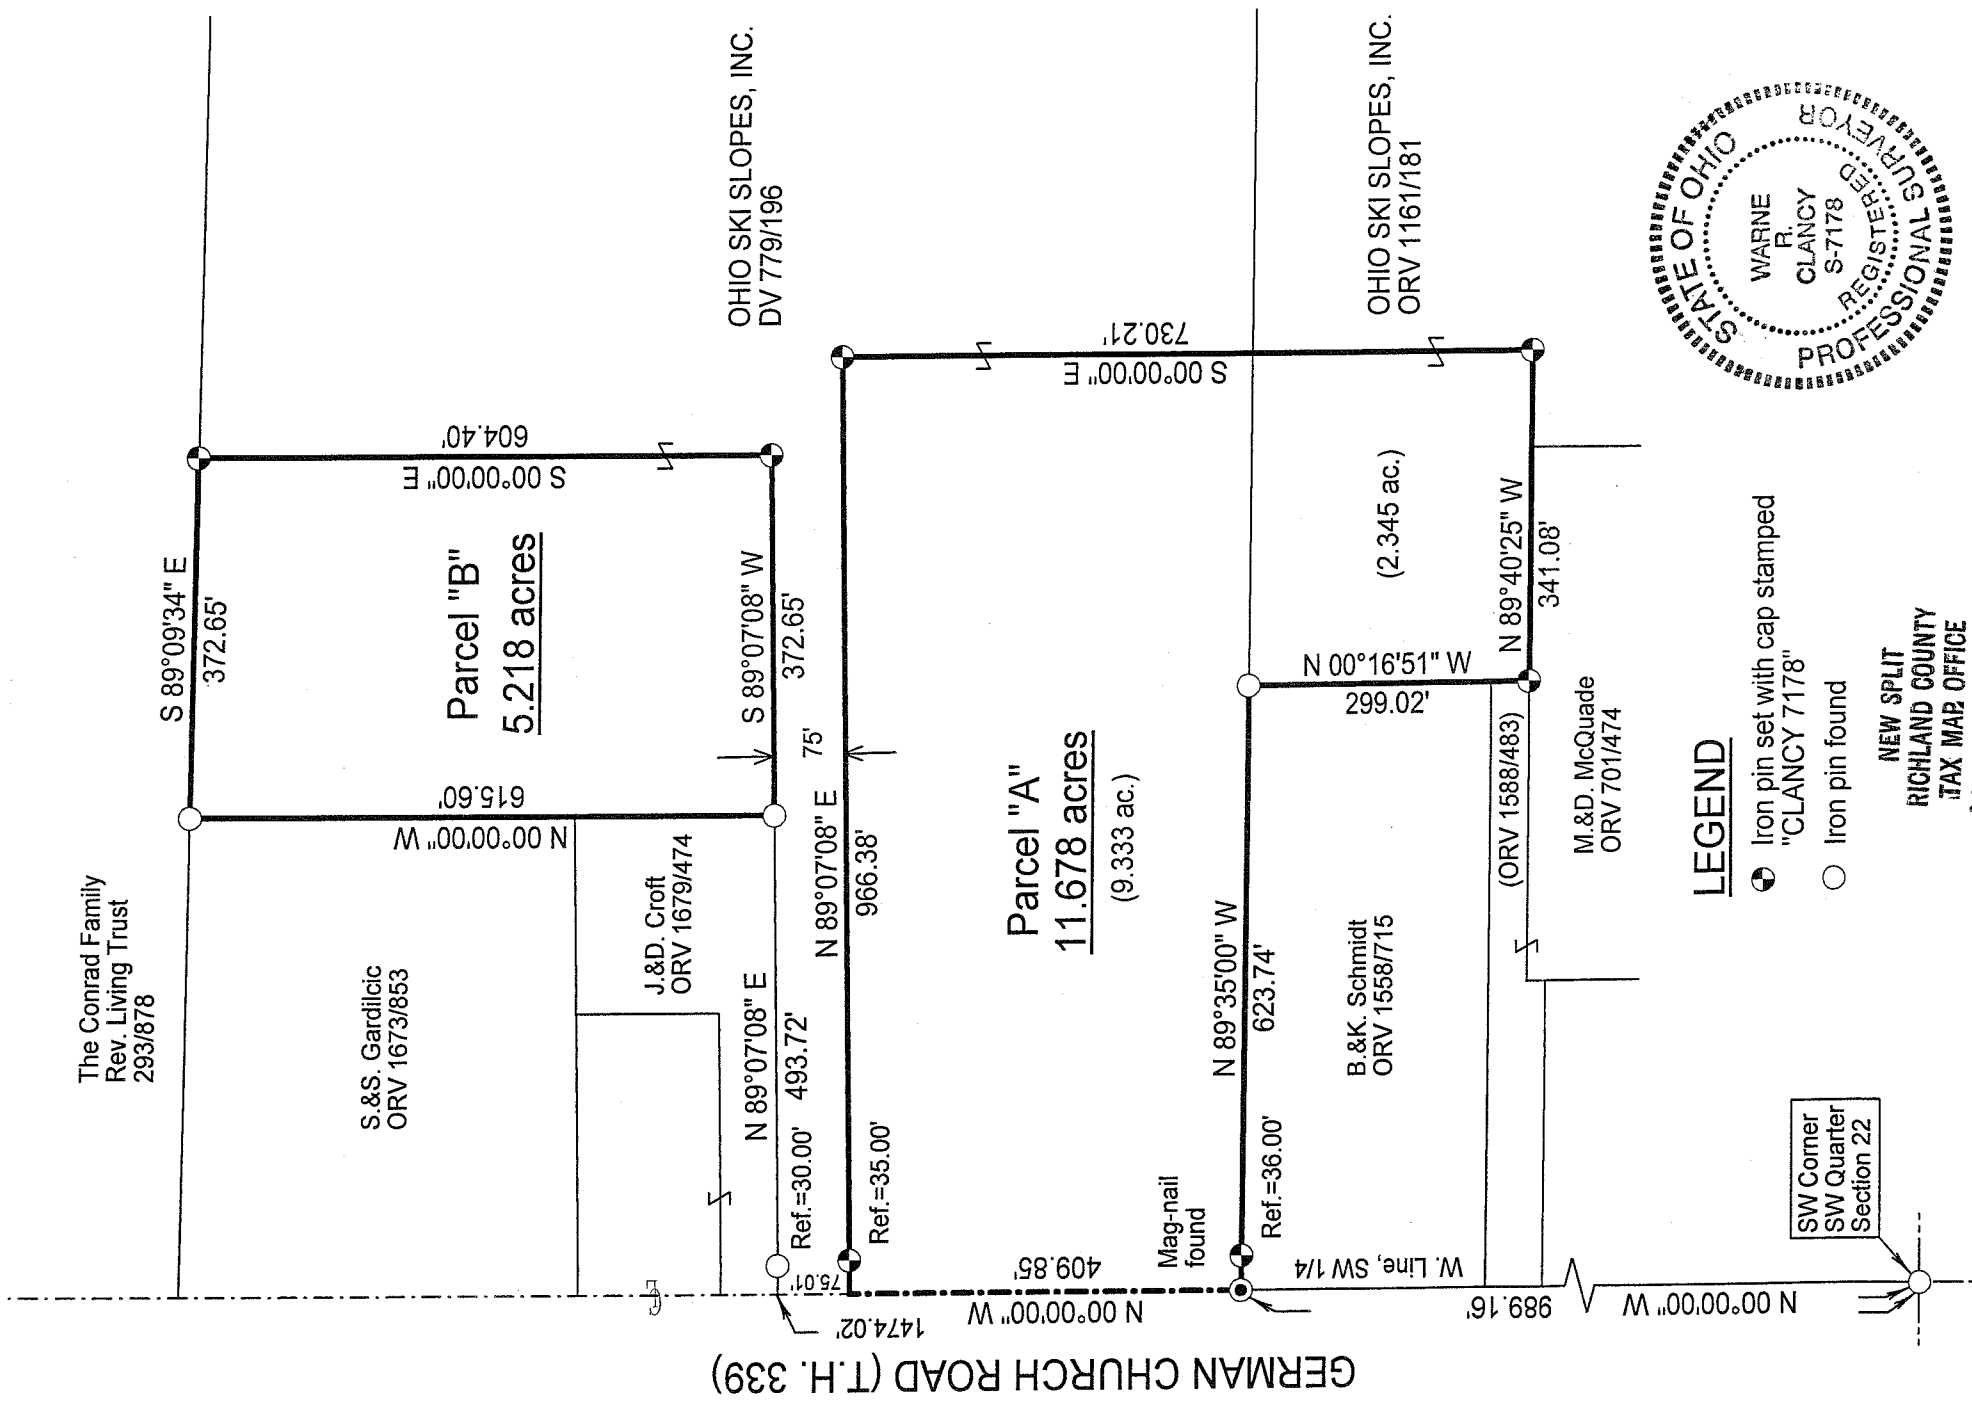 The Conrad Family
Rev. Living Trust
293/878
S 89°09'34" E
372.65'
S.&S. Gardilcic
ORV 1673/853
N 00°00'00" W
615.60'
Parcel "B"
5.218 acres
S 00°00'00" E
604.40'
J.&D. Croft
ORV 1679/474
S 89°07'08" W
372.65'
OHIO SKI SLOPES, INC.
DV 779/196
N 89°07'08" E
493.72'
Ref.=30.00'
75.01'
75'
1474.02'
N 89°07'08" E
966.38'
Ref.=35.00'
GERMAN CHURCH ROAD (T.H. 339)
N 00°00'00" W
409.85'
Parcel "A"
11.678 acres
(9.333 ac.)
S 00°00'00" E
730.21'
Mag-nail
found
N 89°35'00" W
623.74'
Ref.=36.00'
W. Line, SW 1/4
B.&K. Schmidt
ORV 1558/715
N 00°16'51" W
299.02'
(2.345 ac.)
OHIO SKI SLOPES, INC.
ORV 1161/181
(ORV 1588/483)
N 89°40'25" W
341.08'
M.&D. McQuade
ORV 701/474
989.16'
N 00°00'00" W
SW Corner
SW Quarter
Section 22
LEGEND
Iron pin set with cap stamped
"CLANCY 7178"
Iron pin found
NEW SPLIT
RICHLAND COUNTY
TAX MAP OFFICE
STATE OF OHIO
WARNE
R.
CLANCY
S-7178
REGISTERED
PROFESSIONAL SURVEYOR